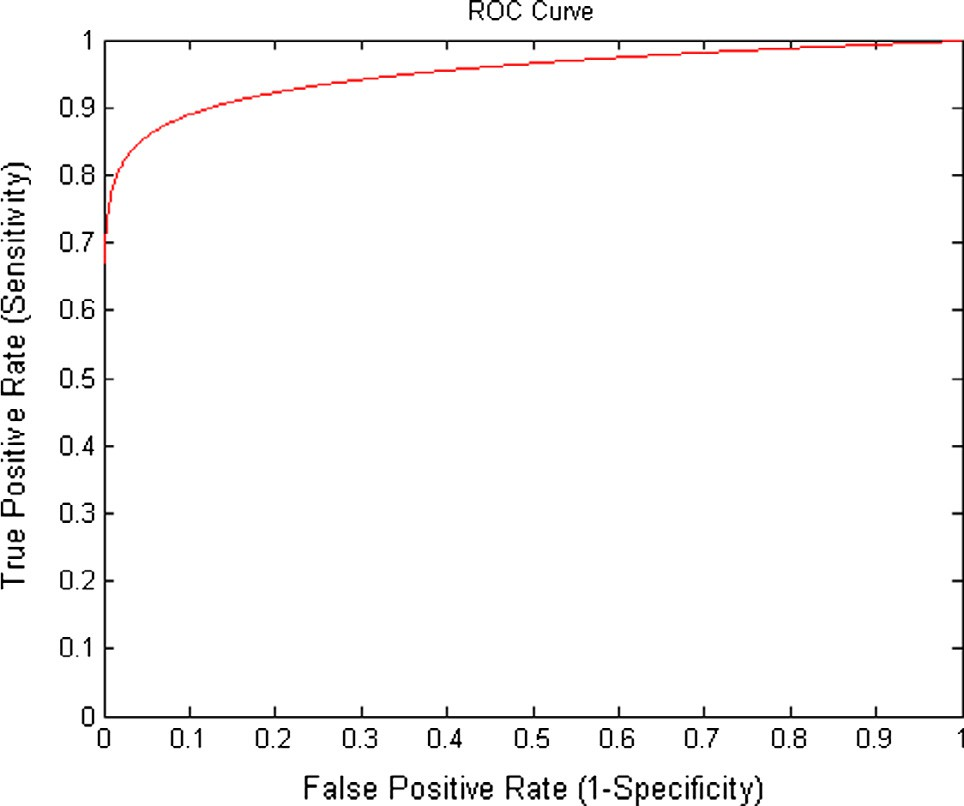 ROC Curve
True Positive Rate (Sensitivity)
1
0.9
0.8
0.7
0.6
0.5
0.4
0.3
0.2
0.1
0
0 0.1 0.2 0.3 0.4 0.5 0.6 0.7 0.8 0.9 1
False Positive Rate (1-Specificity)